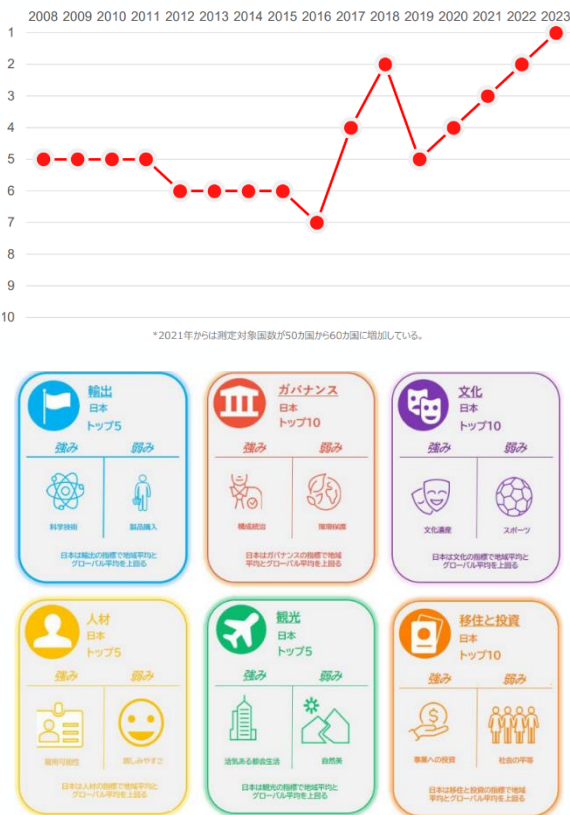 2008 2009 2010 2011 2012 2013 2014 2015 2016 2017 2018 2019 2020 2021 2022 2023
1
2
3
4
5
6
7
8
9
10
*2021年からは測定対象国数が50カ国から60カ国に増加している。
輸出
日本
トップ5
強み 弱み
科学技術 製品購入
日本は輸出の指標で地域平均と
グローバル平均を上回る
ガバナンス
日本
トップ10
強み 弱み
環境保護
日本はガバナンスの指標で地域
平均とグローバル平均を上回る
文化
日本
トップ10
強み 弱み
文化遺産 スポーツ
日本は文化の指標で地域平均と
グローバル平均を上回る
人材
日本
トップ5
強み 弱み
雇用可能性 親しみやすさ
日本は人材の指標で地域平均と
グローバル平均を上回る
観光
日本
トップ5
強み 弱み
活気ある都会生活 自然美
日本は観光の指標で地域平均と
グローバル平均を上回る
移住と投資
日本
トップ10
強み 弱み
事業への投資 社会の平等
日本は移住と投資の指標で地域
平均とグローバル平均を上回る